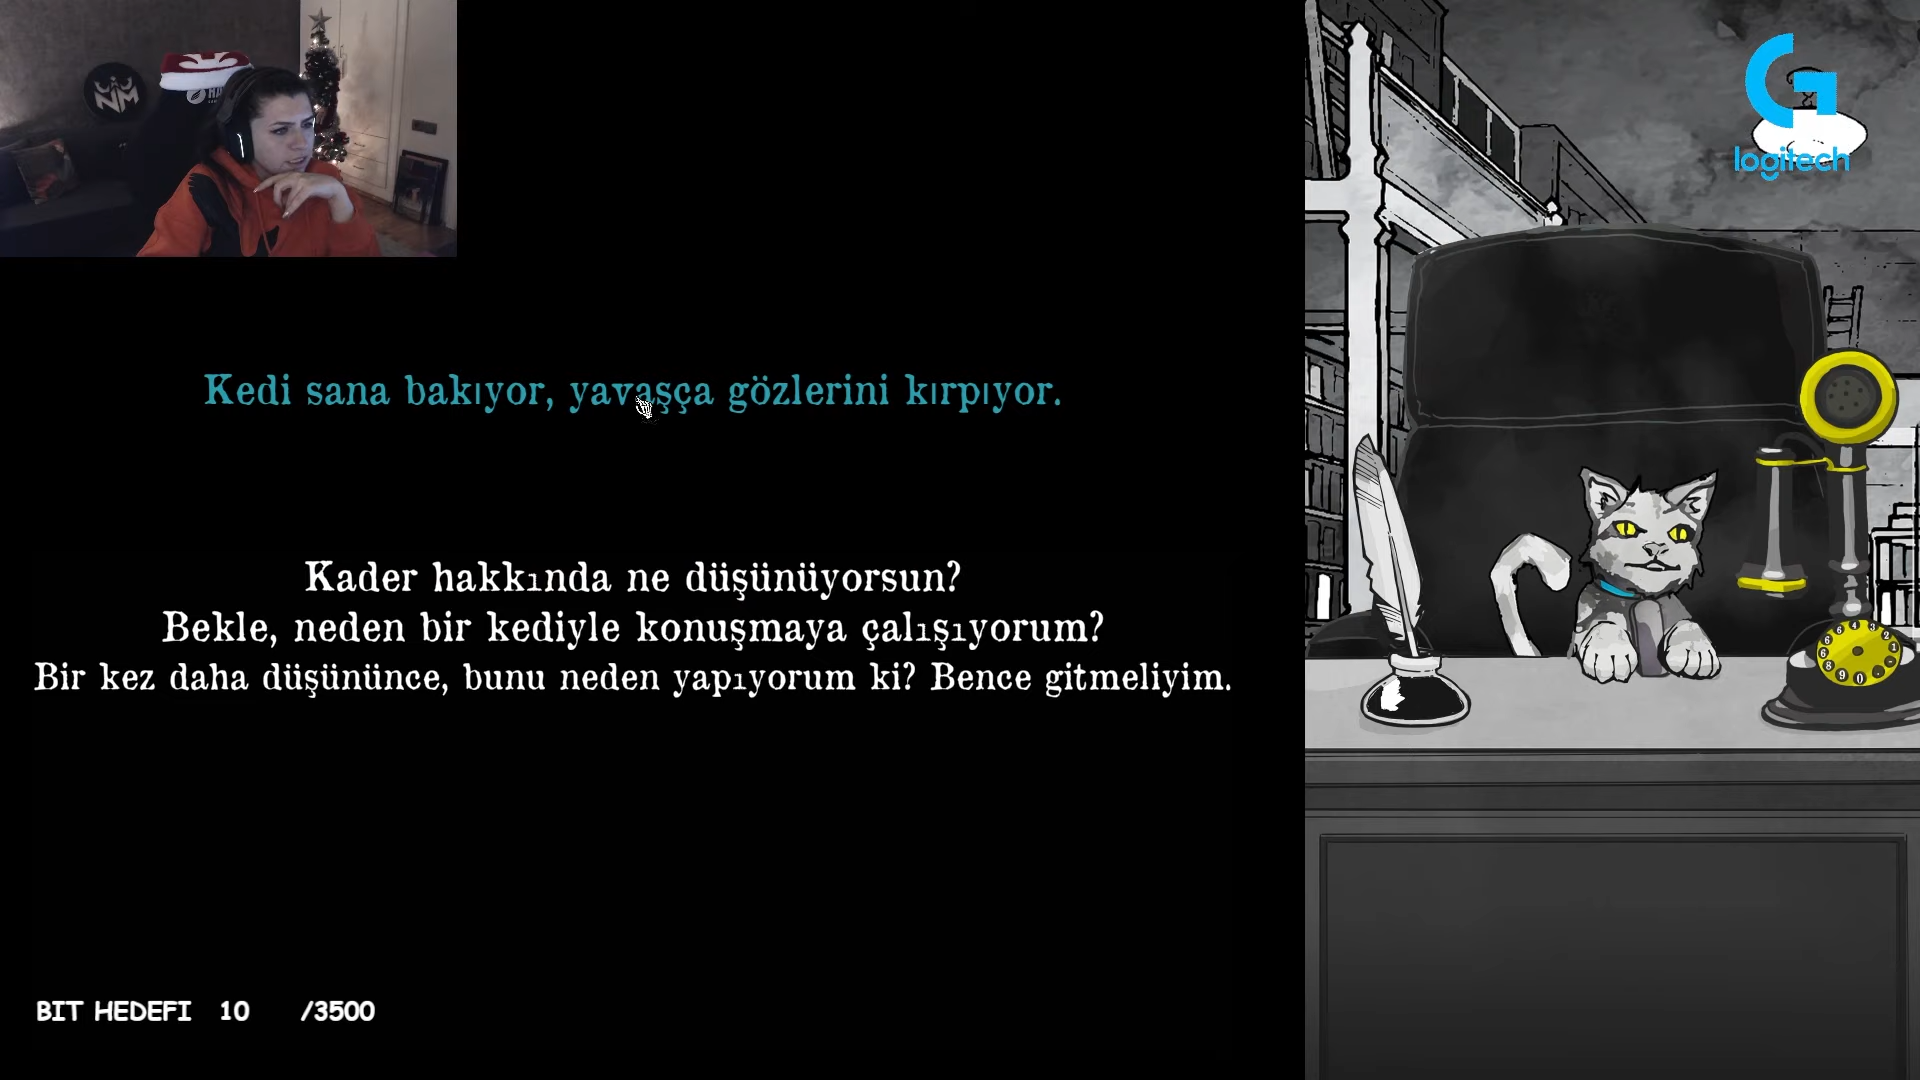 NM
logitech
Kedi sana bakıyor, yavaşça gözlerini kırpıyor.
Kader hakkında ne düşünüyorsun?
Bekle, neden bir kediyle konuşmaya çalışıyorum?
Bir kez daha düşününce, bunu neden yapıyorum ki? Bence gitmeliyim.
BIT HEDEFI 10 /3500